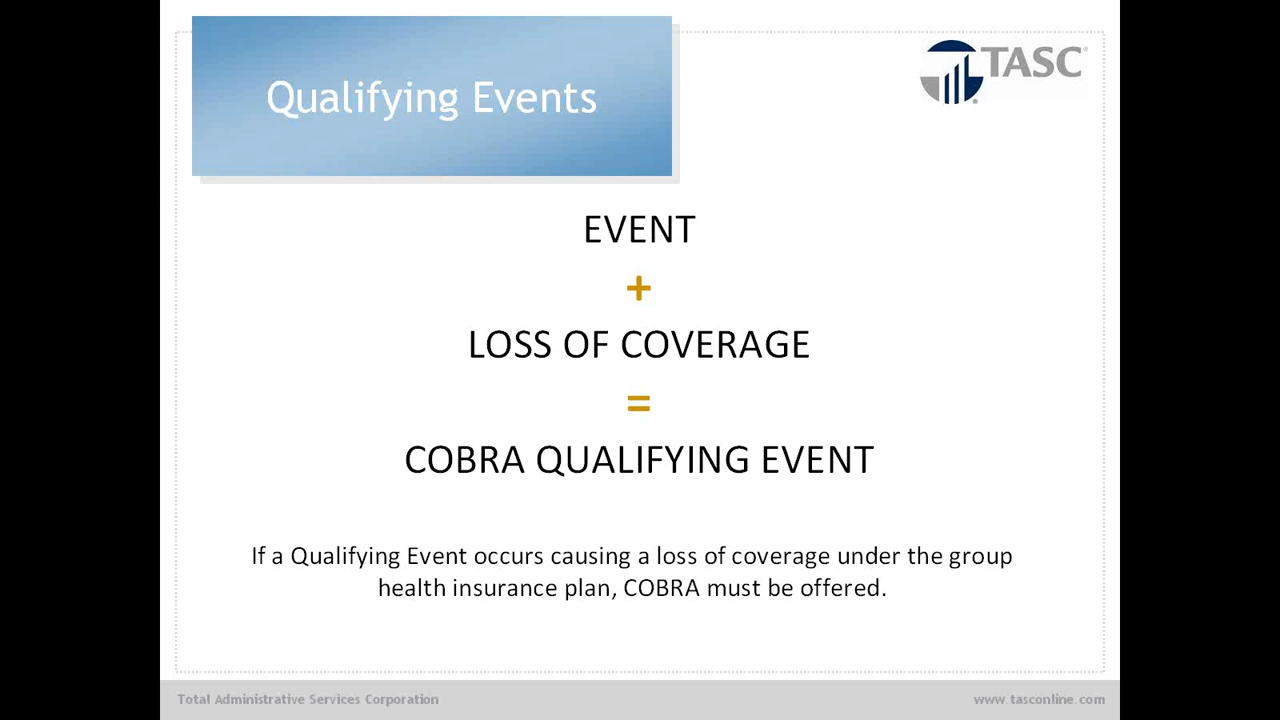 Qualifying Events
TASC
EVENT
+
LOSS OF COVERAGE
=
COBRA QUALIFYING EVENT
If a Qualifying Event occurs causing a loss of coverage under the group
health insurance plan, COBRA must be offered.
Total Administrative Services Corporation
www.tasconline.com